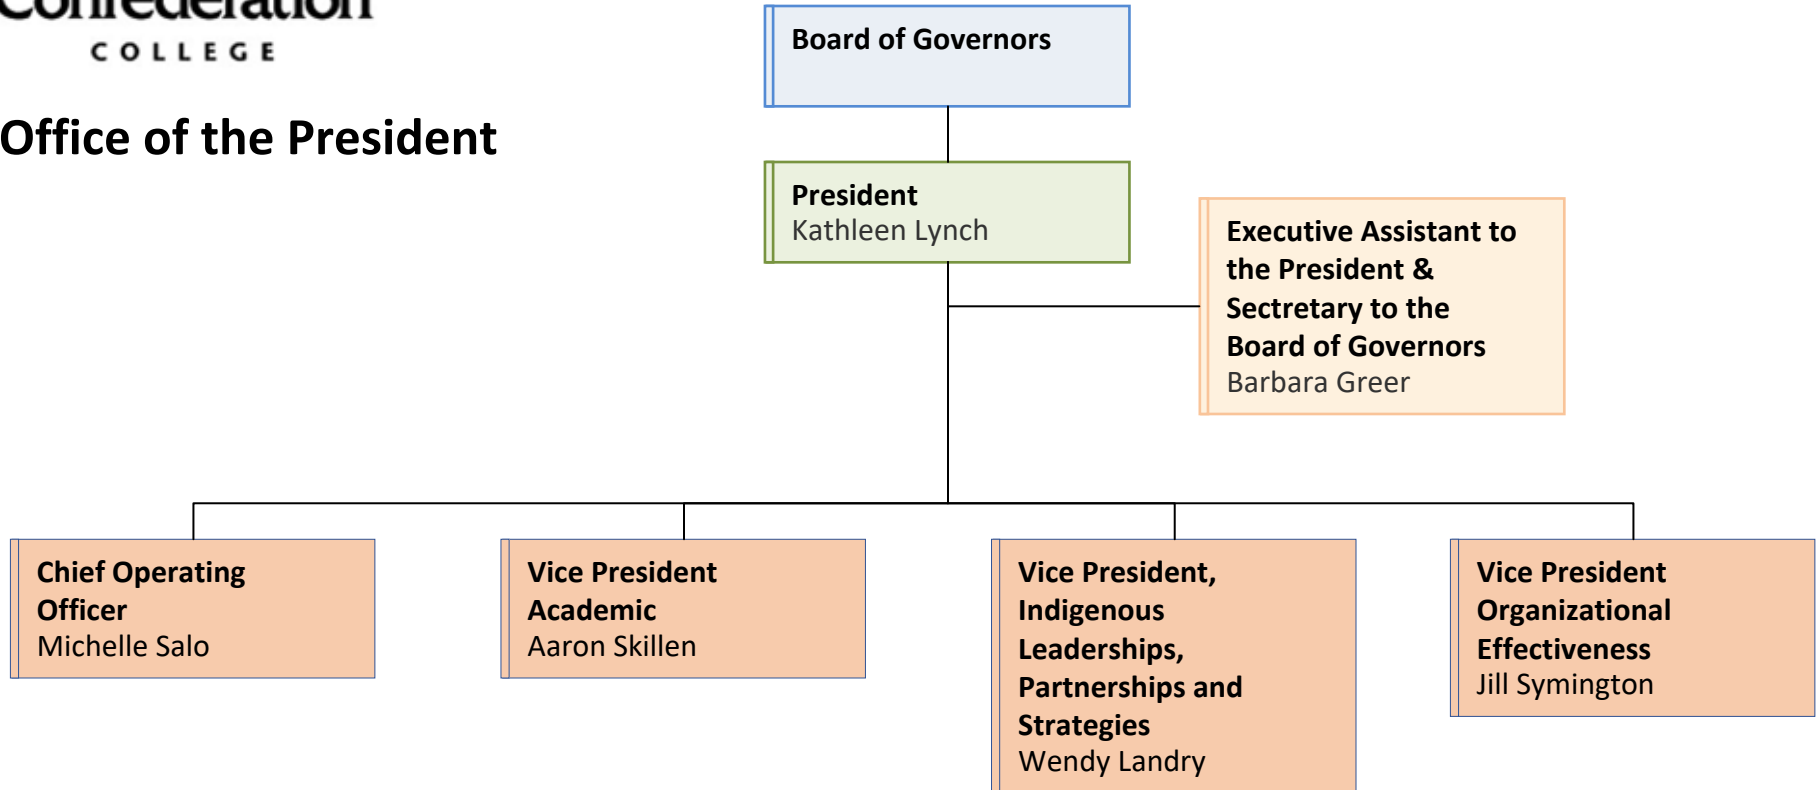 Confederation
COLLEGE
Office of the President
Board of Governors
President
Kathleen Lynch
Executive Assistant to
the President &
Sectretary to the
Board of Governors
Barbara Greer
Chief Operating
Officer
Michelle Salo
Vice President
Academic
Aaron Skillen
Vice President,
Indigenous
Leaderships,
Partnerships and
Strategies
Wendy Landry
Vice President
Organizational
Effectiveness
Jill Symington